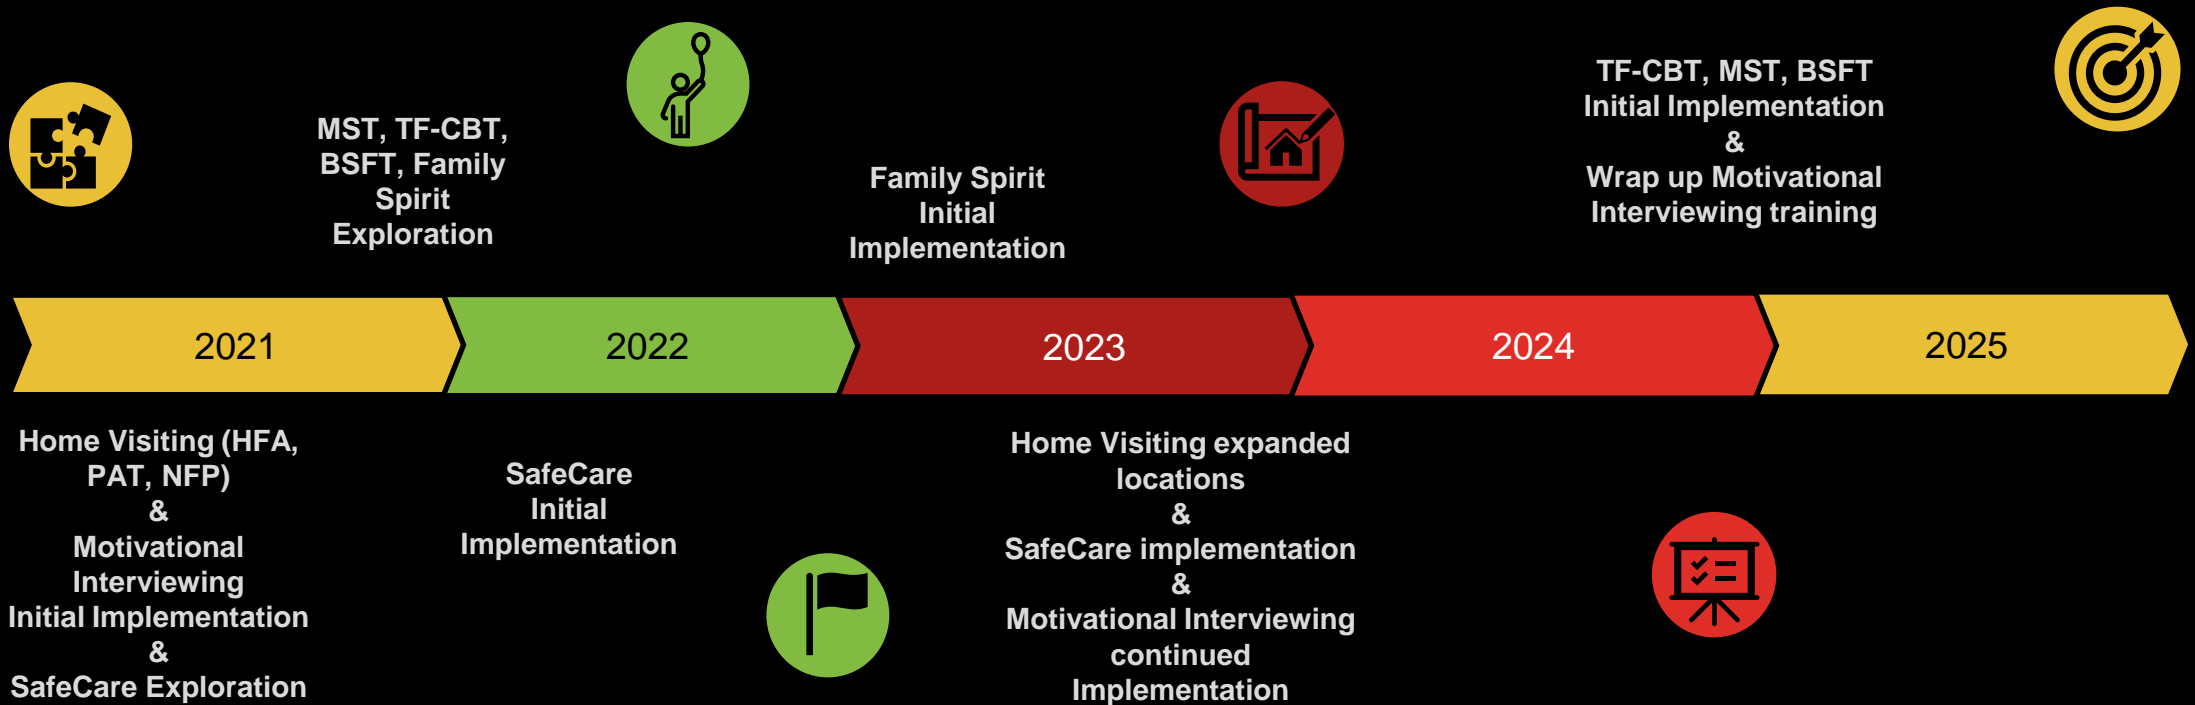 MST, TF-CBT,
BSFT, Family
Spirit
Exploration
Family Spirit
Initial
Implementation
TF-CBT, MST, BSFT
Initial Implementation
&
Wrap up Motivational
Interviewing training
2021
2022
2023
2024
2025
Home Visiting (HFA,
PAT, NFP)
&
Motivational
Interviewing
Initial Implementation
&
SafeCare Exploration
SafeCare
Initial
Implementation
Home Visiting expanded
locations
&
SafeCare implementation
&
Motivational Interviewing
continued
Implementation